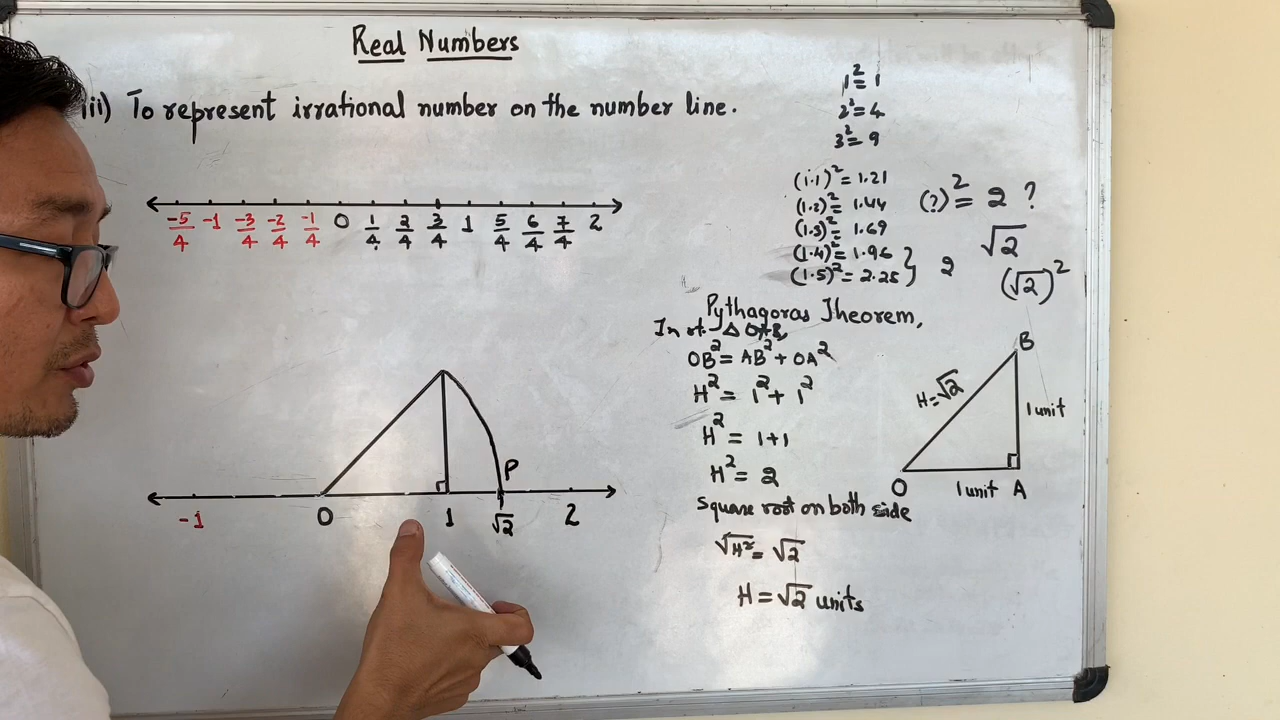 Real Numbers
iii) To represent irrational number on the number line.
-5/4 -1 -3/4 -2/4 -1/4 0 1/4 2/4 3/4 1 5/4 6/4 7/4 2
P
-1 0 1 √2 2
1² = 1
2² = 4
3² = 9
(1.1)² = 1.21
(1.2)² = 1.44
(1.3)² = 1.69
(1.4)² = 1.96
(1.5)² = 2.25 } 2
(?)² = 2 ?
√2
(√2)²
Pythagoras Theorem,
In rt. △ OAB,
OB² = AB² + OA²
H² = 1² + 1²
H² = 1+1
H² = 2
Square root on both side
√H² = √2
H = √2 units
B
H=√2
1 unit
O 1 unit A